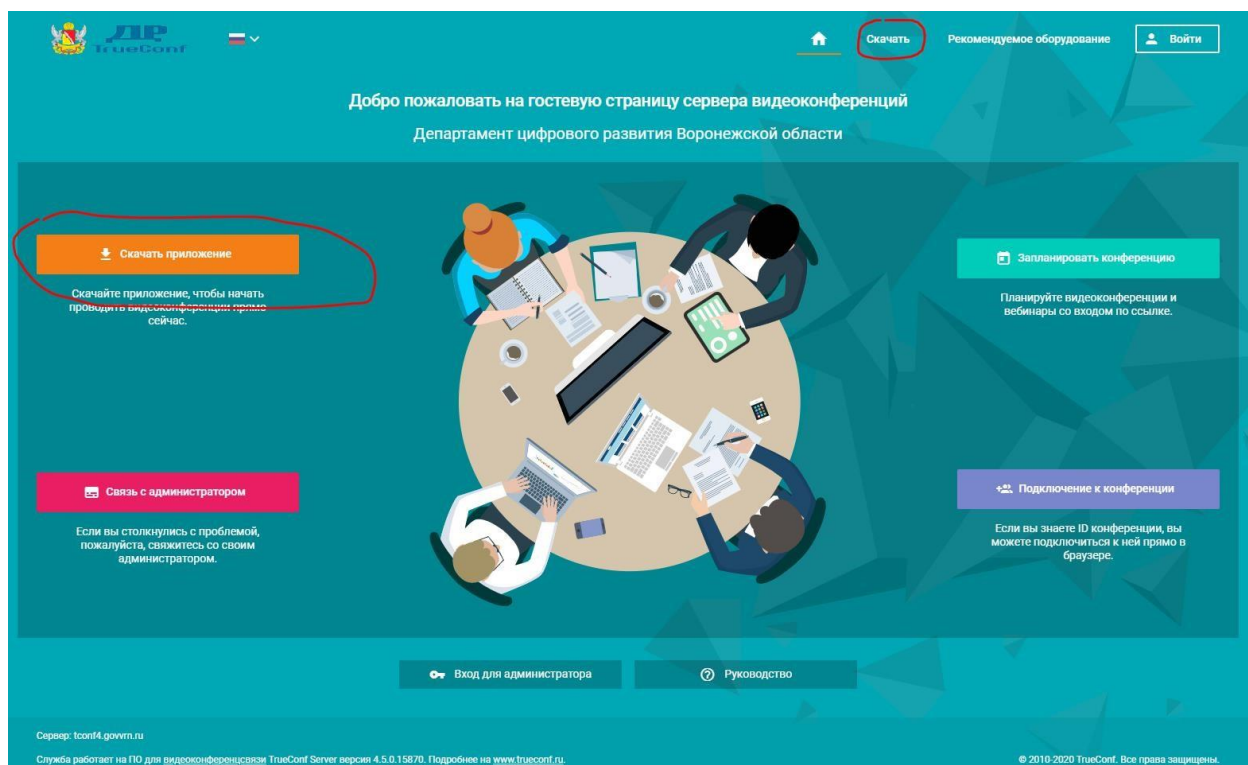 ДЦР
TrueConf
Скачать
Рекомендуемое оборудование
Войти
Добро пожаловать на гостевую страницу сервера видеоконференций
Департамент цифрового развития Воронежской области
Скачать приложение
Скачайте приложение, чтобы начать
проводить видеоконференции прямо
сейчас.
Запланировать конференцию
Планируйте видеоконференции и
вебинары со входом по ссылке.
Связь с администратором
Если вы столкнулись с проблемой,
пожалуйста, свяжитесь со своим
администратором.
Подключение к конференции
Если вы знаете ID конференции, вы
можете подключиться к ней прямо в
браузере.
Вход для администратора
Руководство
Сервер: tconf4.govvrn.ru
Служба работает на ПО для видеоконференцсвязи TrueConf Server версия 4.5.0.15870. Подробнее на www.trueconf.ru.
© 2010-2020 TrueConf. Все права защищены.